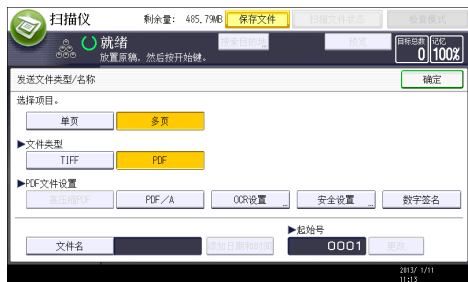 扫描仪 剩余量: 485.79MB 保存文件 扫描文件状态 检查模式
就绪 搜索目的地 预览 目标总数 记忆
放置原稿, 然后按开始键。 0 100%
发送文件类型/名称 确定
选择项目。
单页 多页
▶文件类型
TIFF PDF
▶PDF文件设置
高压缩PDF PDF/A OCR设置 安全设置 数字签名
▶起始号
文件名 添加日期和时间 0001 更改
2013/ 1/11
11:13